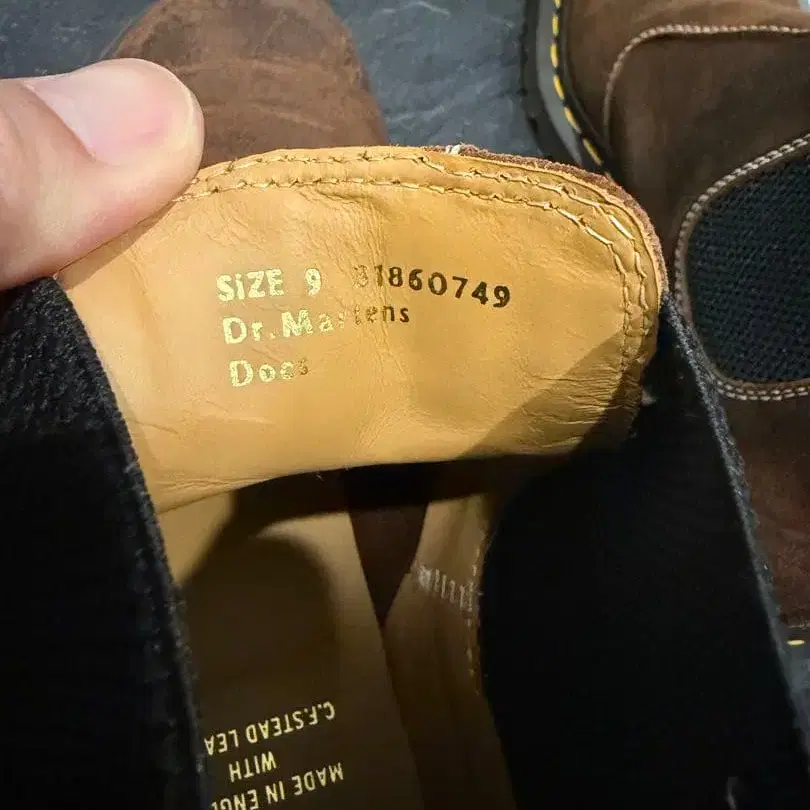 SiZE 9 31860749
Dr.Martens
Docs
MADE IN ENG
WITH
C.F.STEAD LEA